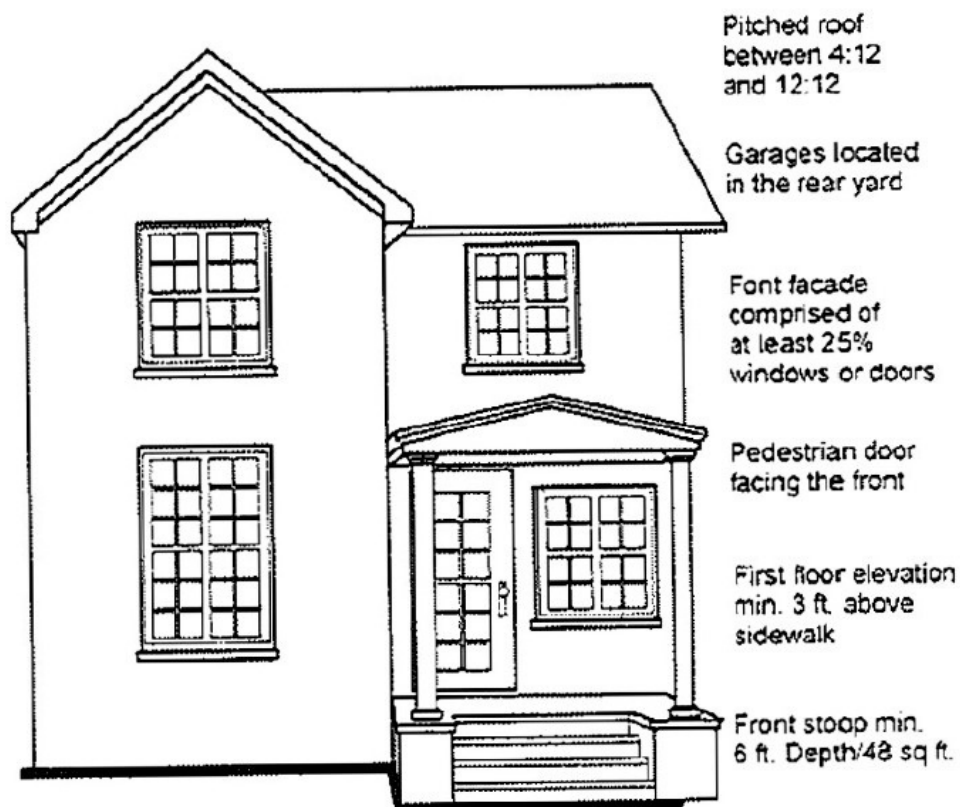 Pitched roof
between 4:12
and 12:12
Garages located
in the rear yard
Font facade
comprised of
at least 25%
windows or doors
Pedestrian door
facing the front
First floor elevation
min. 3 ft. above
sidewalk
Front stoop min.
6 ft. Depth/48 sq ft.